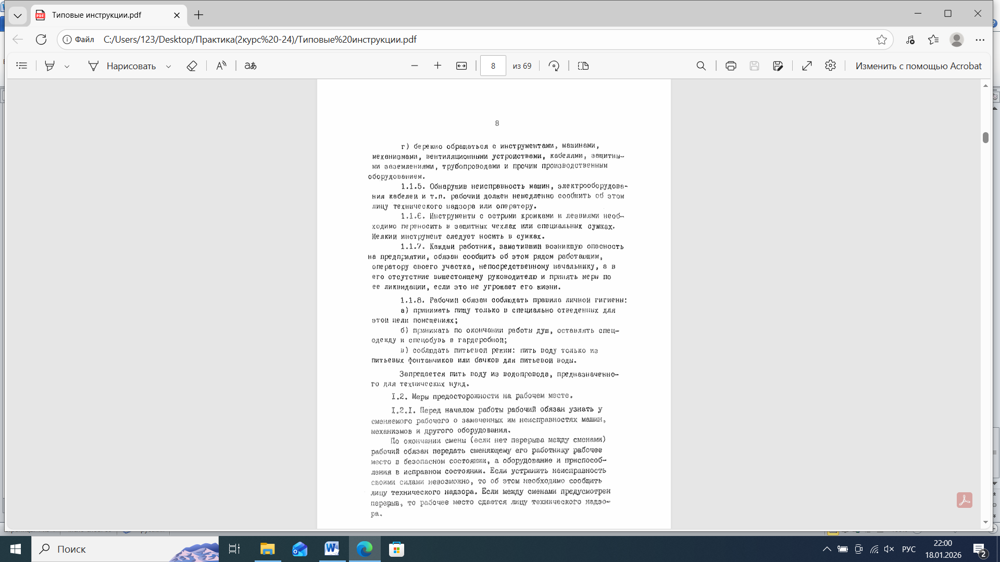 Типовые инструкции.pdf
Файл C:/Users/123/Desktop/Практика(2курс%20-24)/Типовые%20инструкции.pdf
Нарисовать 8 из 69 Изменить с помощью Acrobat
8
г) бережно обращаться с инструментами, машинами,
механизмами, вентиляционными устройствами, кабелями, защитны-
ми заземлениями, трубопроводами и прочим производственным
оборудованием.
1.1.5. Обнаружив неисправность машин, электрооборудова-
ния кабелей и т.п. рабочий должен немедленно сообщить об этом
лицу технического надзора или оператору.
1.1.6. Инструменты с острыми кромками и лезвиями необ-
ходимо переносить в защитных чехлах или специальных сумках.
Мелкий инструмент следует носить в сумках.
1.1.7. Каждый работник, заметивший возникшую опасность
на предприятии, обязан сообщить об этом рядом работающим,
оператору своего участка, непосредственному начальнику, а в
его отсутствие вышестоящему руководителю и принять меры по
ее ликвидации, если это не угрожает его жизни.
1.1.8. Рабочий обязан соблюдать правила личной гигиены:
а) принимать пищу только в специально отведенных для
этой цели помещениях;
б) принимать по окончании работы душ, оставлять спец-
одежду и спецобувь в гардеробной;
в) соблюдать питьевой режим: пить воду только из
питьевых фонтанчиков или бачков для питьевой воды.
Запрещается пить воду из водопровода, предназначенно-
го для технических нужд.
I.2. Меры предосторожности на рабочем месте.
I.2.I. Перед началом работы рабочий обязан узнать у
сменяемого рабочего о замеченных им неисправностях машин,
механизмов и другого оборудования.
По окончании смены (если нет перерыва между сменами)
рабочий обязан передать сменяющему его работнику рабочее
место в безопасном состоянии, а оборудование и приспособ-
ления в исправном состоянии. Если устранить неисправность
своими силами невозможно, то об этом необходимо сообщить
лицу технического надзора. Если между сменами предусмотрен
перерыв, то рабочее место сдается лицу технического надзо-
ра.
Поиск
РУС
22:00
18.01.2026
2